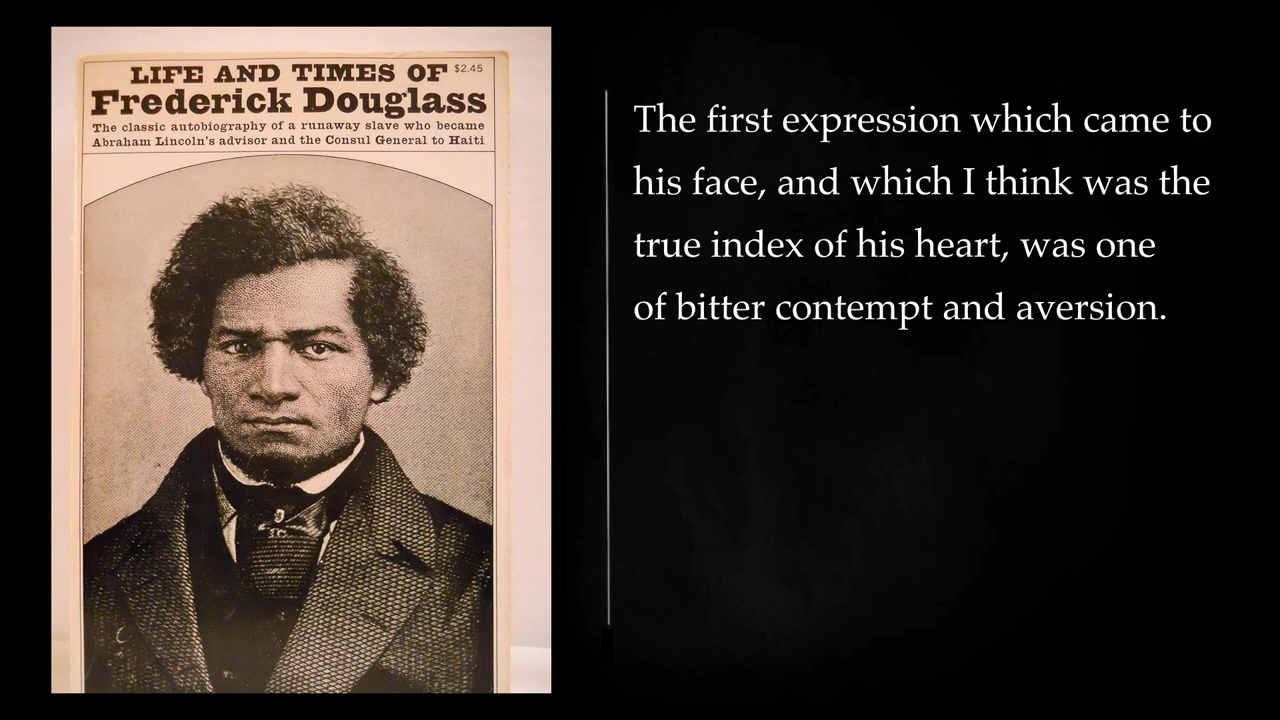 LIFE AND TIMES OF $2.45
Frederick Douglass
The classic autobiography of a runaway slave who became
Abraham Lincoln's advisor and the Consul General to Haiti
The first expression which came to
his face, and which I think was the
true index of his heart, was one
of bitter contempt and aversion.